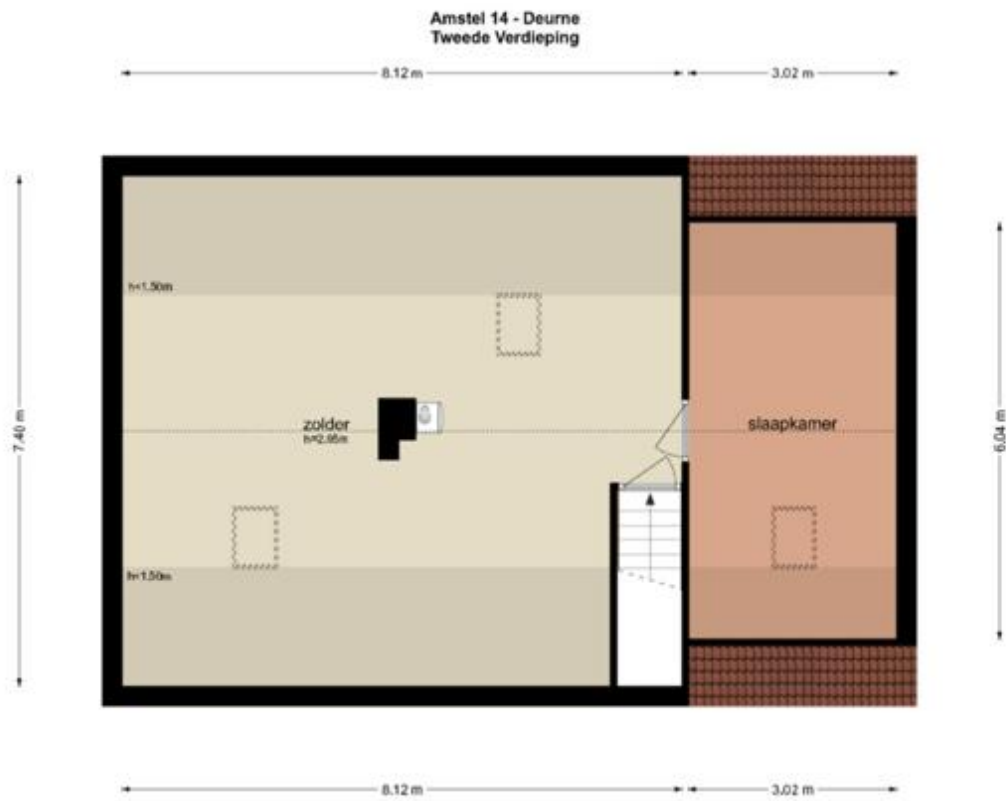 Amstel 14 - Deurne
Tweede Verdieping
8.12 m
3.02 m
h<1.50m
7.40 m
zolder
h=2.95m
slaapkamer
6.04 m
h<1.50m
8.12 m
3.02 m